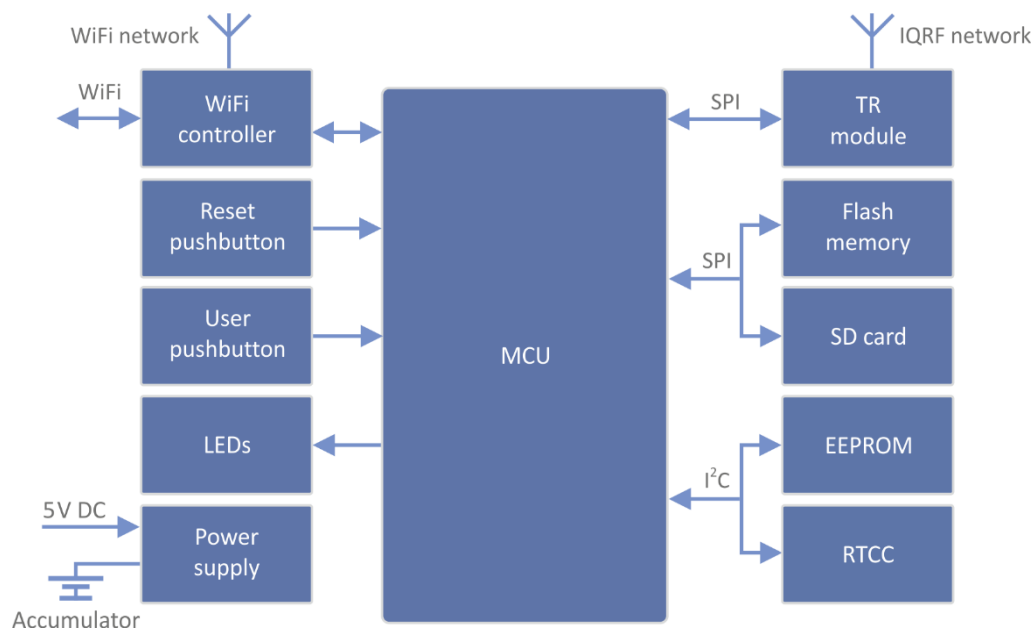 WiFi network
IQRF network
WiFi
WiFi
controller
SPI
TR
module
Reset
pushbutton
Flash
memory
SPI
User
pushbutton
MCU
SD card
LEDs
EEPROM
I²C
5V DC
Power
supply
RTCC
Accumulator